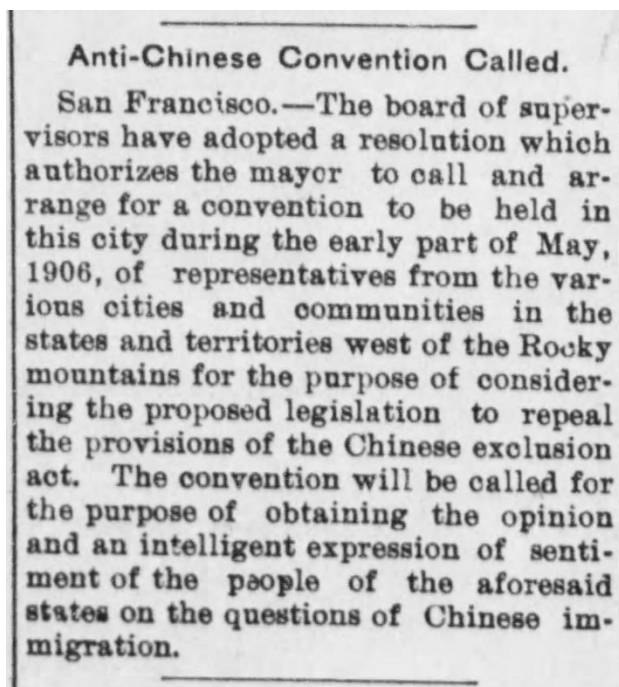 Anti-Chinese Convention Called.
San Francisco.—The board of super-
visors have adopted a resolution which
authorizes the mayor to call and ar-
range for a convention to be held in
this city during the early part of May,
1906, of representatives from the var-
ious cities and communities in the
states and territories west of the Rocky
mountains for the purpose of consider-
ing the proposed legislation to repeal
the provisions of the Chinese exclusion
act. The convention will be called for
the purpose of obtaining the opinion
and an intelligent expression of senti-
ment of the people of the aforesaid
states on the questions of Chinese im-
migration.